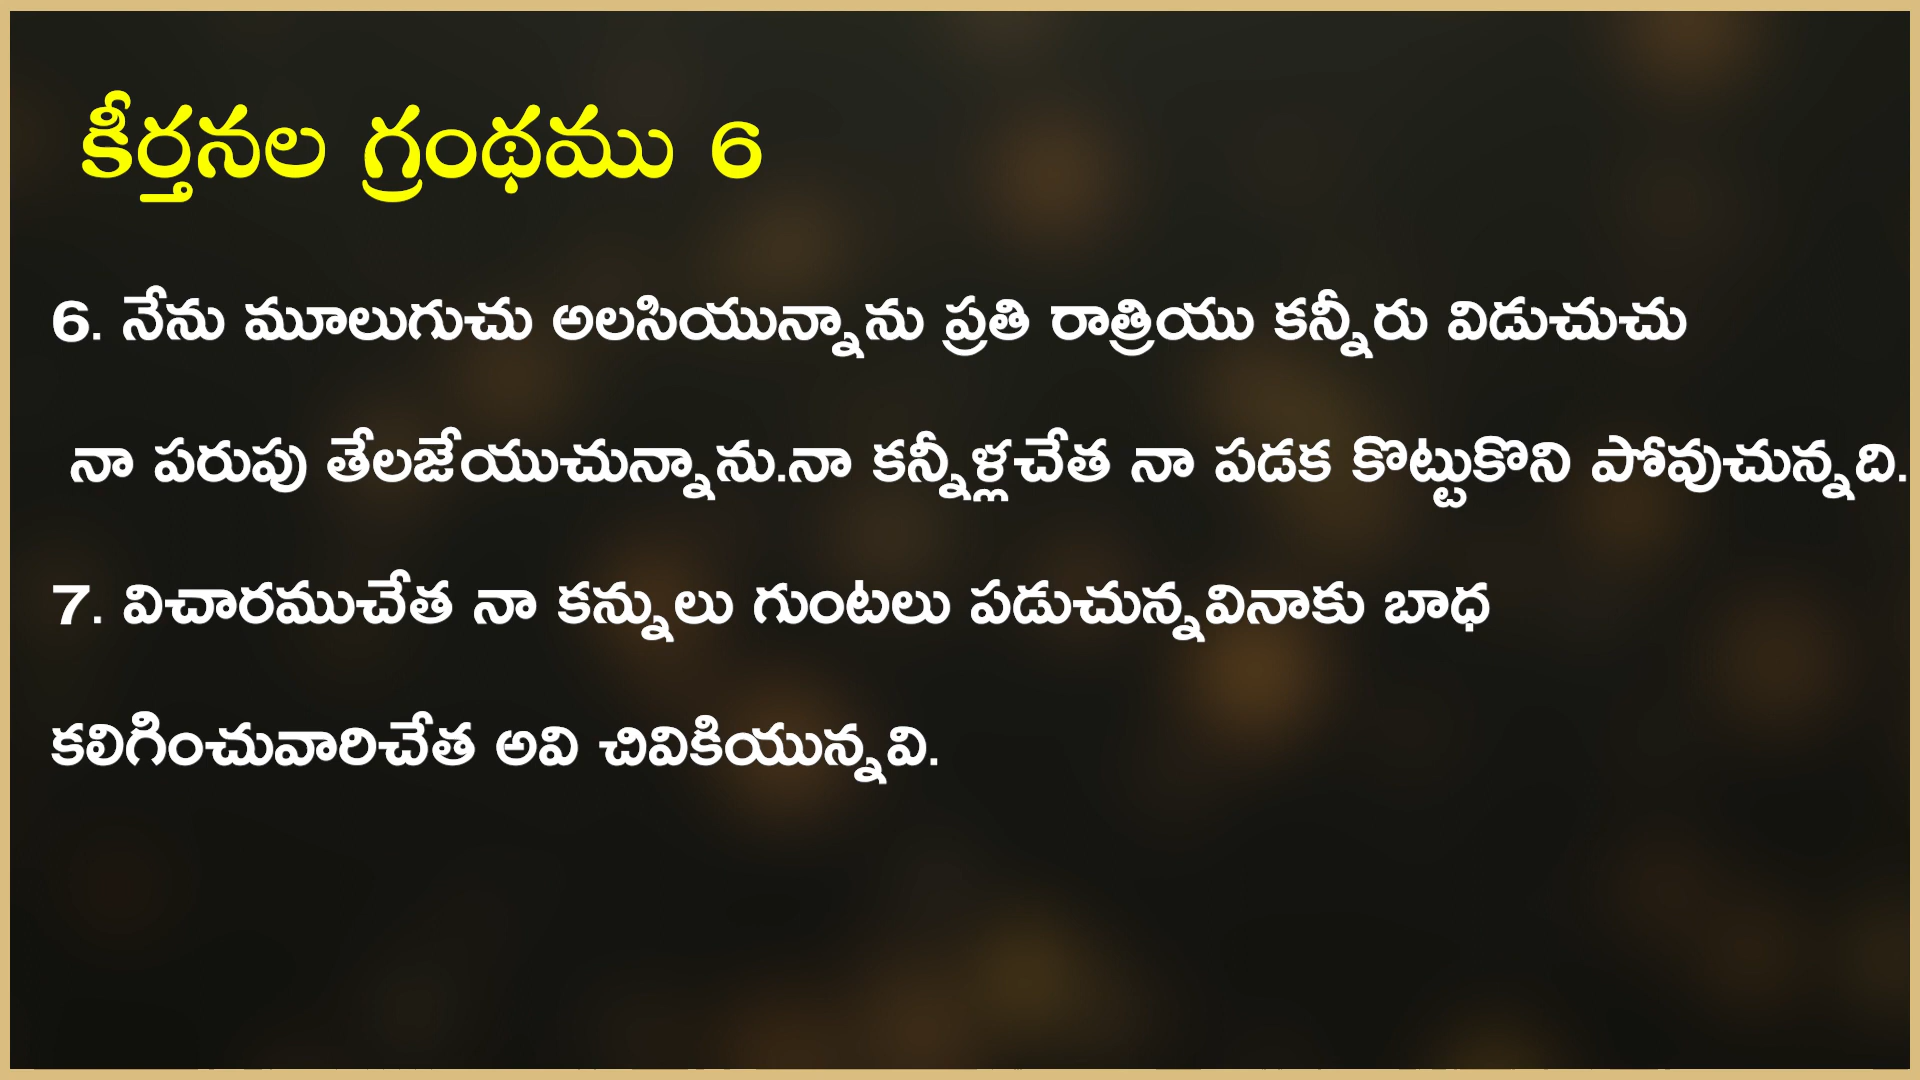 కీర్తనల గ్రంథము 6
6. నేను మూలుగుచు అలసియున్నాను ప్రతి రాత్రియు కన్నీరు విడుచుచు
నా పరుపు తేలజేయుచున్నాను.నా కన్నీళ్లచేత నా పడక కొట్టుకొని పోవుచున్నది.
7. విచారముచేత నా కన్నులు గుంటలు పడుచున్నవినాకు బాధ
కలిగించువారిచేత అవి చివికియున్నవి.